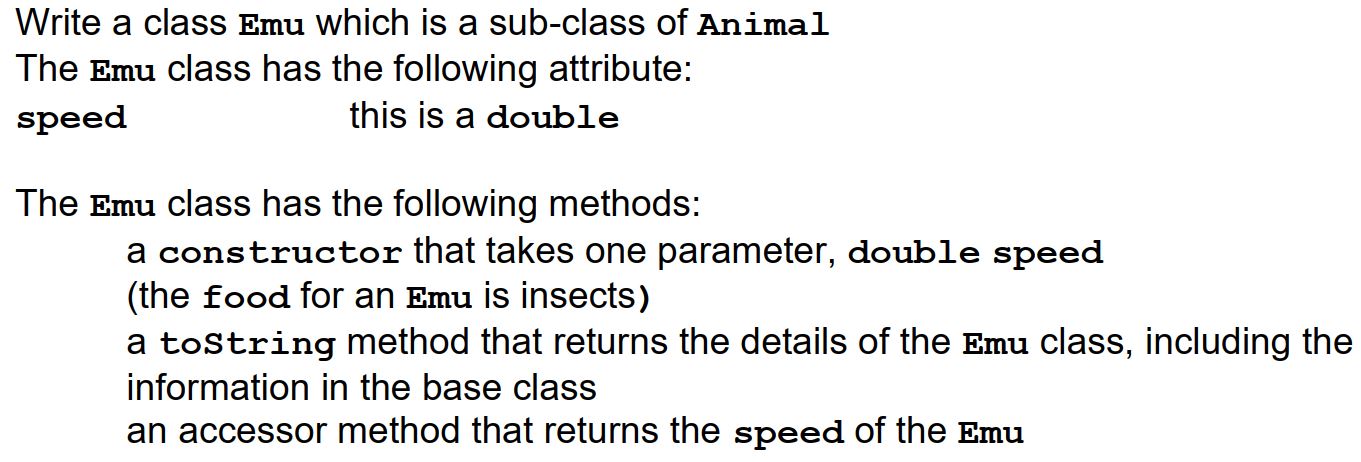 Write a class Emu which is a sub-class of Animal
The Emu class has the following attribute:
speed this is a double
The Emu class has the following methods:
a constructor that takes one parameter, double speed
(the food for an Emu is insects)
a toString method that returns the details of the Emu class, including the
information in the base class
an accessor method that returns the speed of the Emu